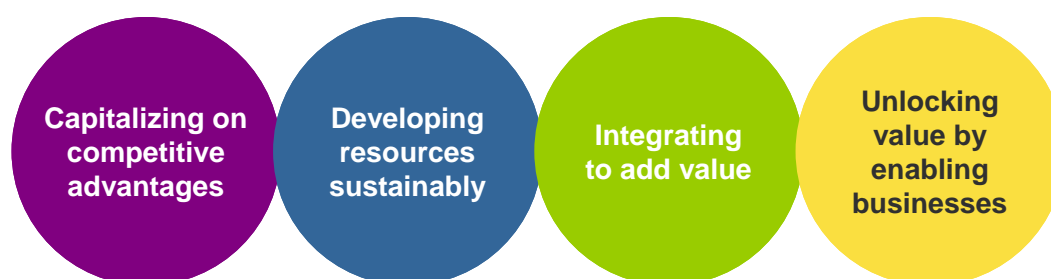 Capitalizing on
competitive
advantages
Developing
resources
sustainably
Integrating
to add value
Unlocking
value by
enabling
businesses